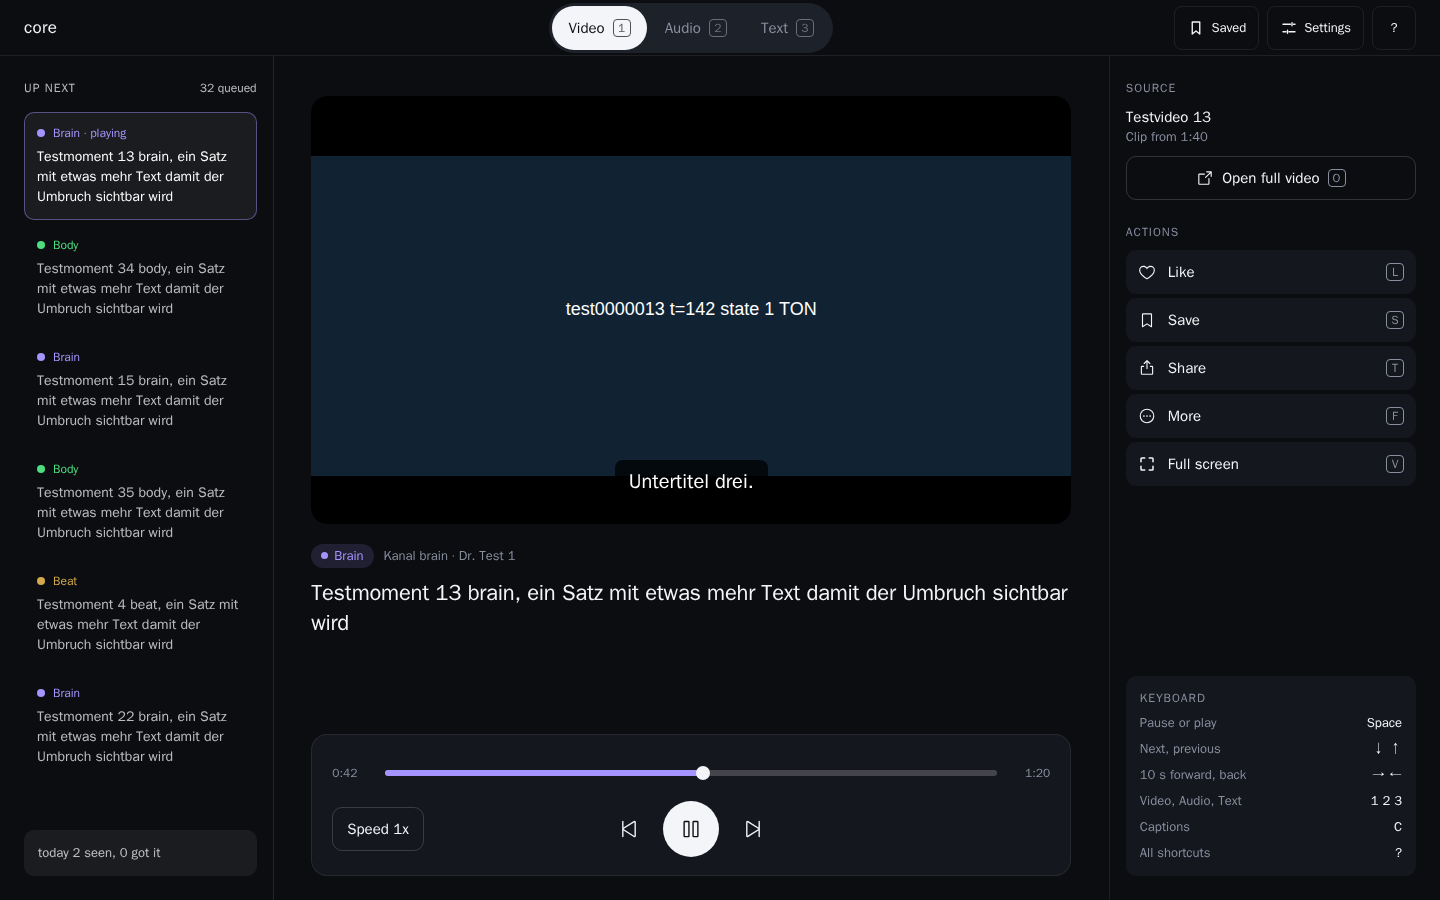 core
Video 1
Audio 2
Text 3
Saved
Settings
?
UP NEXT
32 queued
Brain · playing
Testmoment 13 brain, ein Satz
mit etwas mehr Text damit der
Umbruch sichtbar wird
Body
Testmoment 34 body, ein Satz
mit etwas mehr Text damit der
Umbruch sichtbar wird
Brain
Testmoment 15 brain, ein Satz
mit etwas mehr Text damit der
Umbruch sichtbar wird
Body
Testmoment 35 body, ein Satz
mit etwas mehr Text damit der
Umbruch sichtbar wird
Beat
Testmoment 4 beat, ein Satz mit
etwas mehr Text damit der
Umbruch sichtbar wird
Brain
Testmoment 22 brain, ein Satz
mit etwas mehr Text damit der
Umbruch sichtbar wird
today 2 seen, 0 got it
test0000013 t=142 state 1 TON
Untertitel drei.
Brain
Kanal brain · Dr. Test 1
Testmoment 13 brain, ein Satz mit etwas mehr Text damit der Umbruch sichtbar
wird
0:42
1:20
Speed 1x
SOURCE
Testvideo 13
Clip from 1:40
Open full video O
ACTIONS
Like L
Save S
Share T
More F
Full screen V
KEYBOARD
Pause or play Space
Next, previous ↓ ↑
10 s forward, back → ←
Video, Audio, Text 1 2 3
Captions C
All shortcuts ?